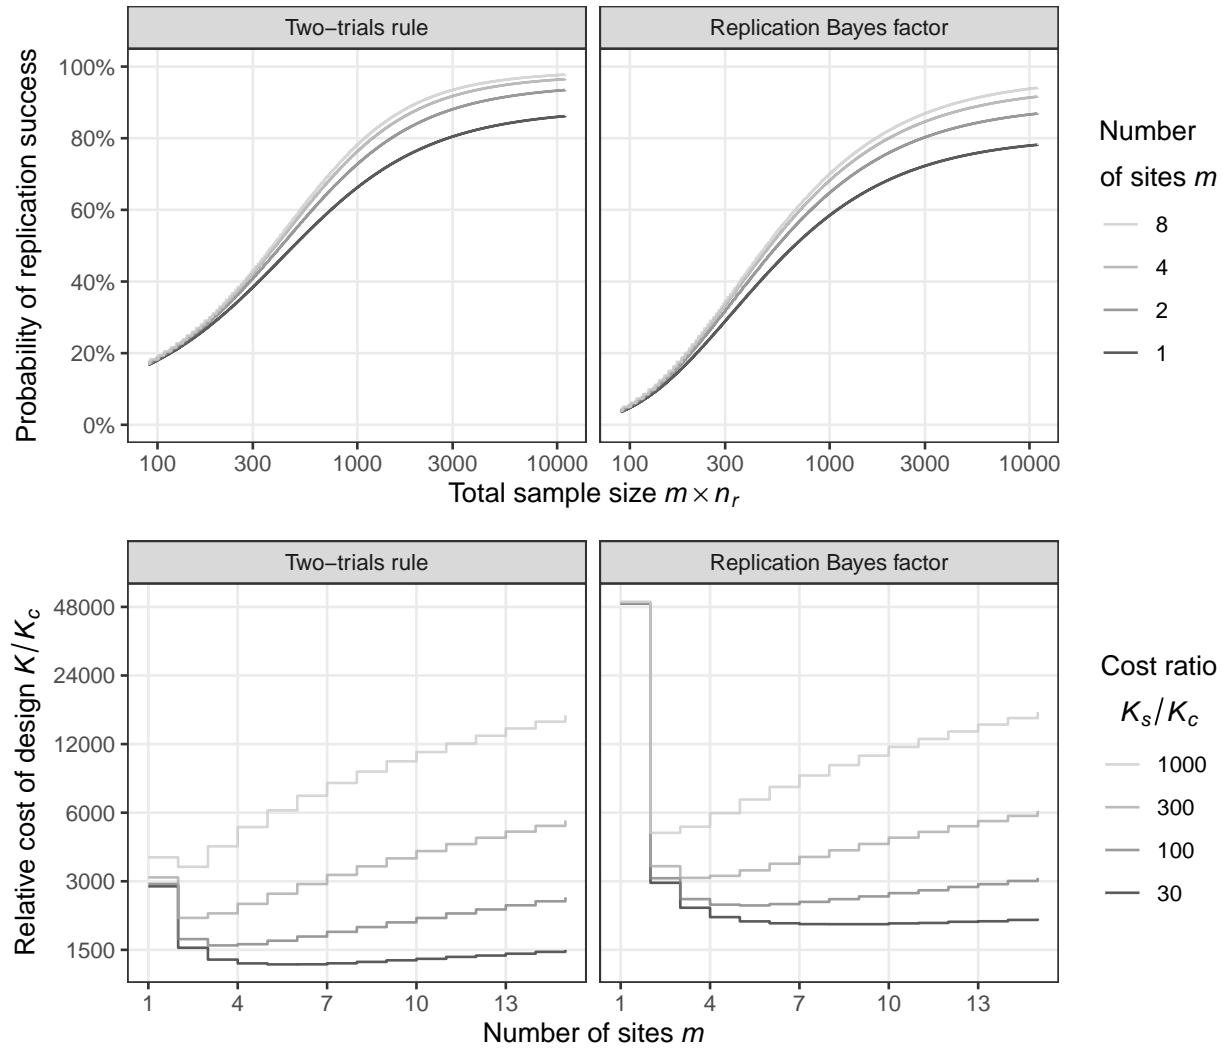 Two−trials rule
Replication Bayes factor
Probability of replication success
100%
80%
60%
40%
20%
0%
100 300 1000 3000 10000
100 300 1000 3000 10000
Total sample size m × n_r
Number
of sites m
8
4
2
1
Two−trials rule
Replication Bayes factor
Relative cost of design K/K_c
48000
24000
12000
6000
3000
1500
1 4 7 10 13
1 4 7 10 13
Number of sites m
Cost ratio
K_s/K_c
1000
300
100
30